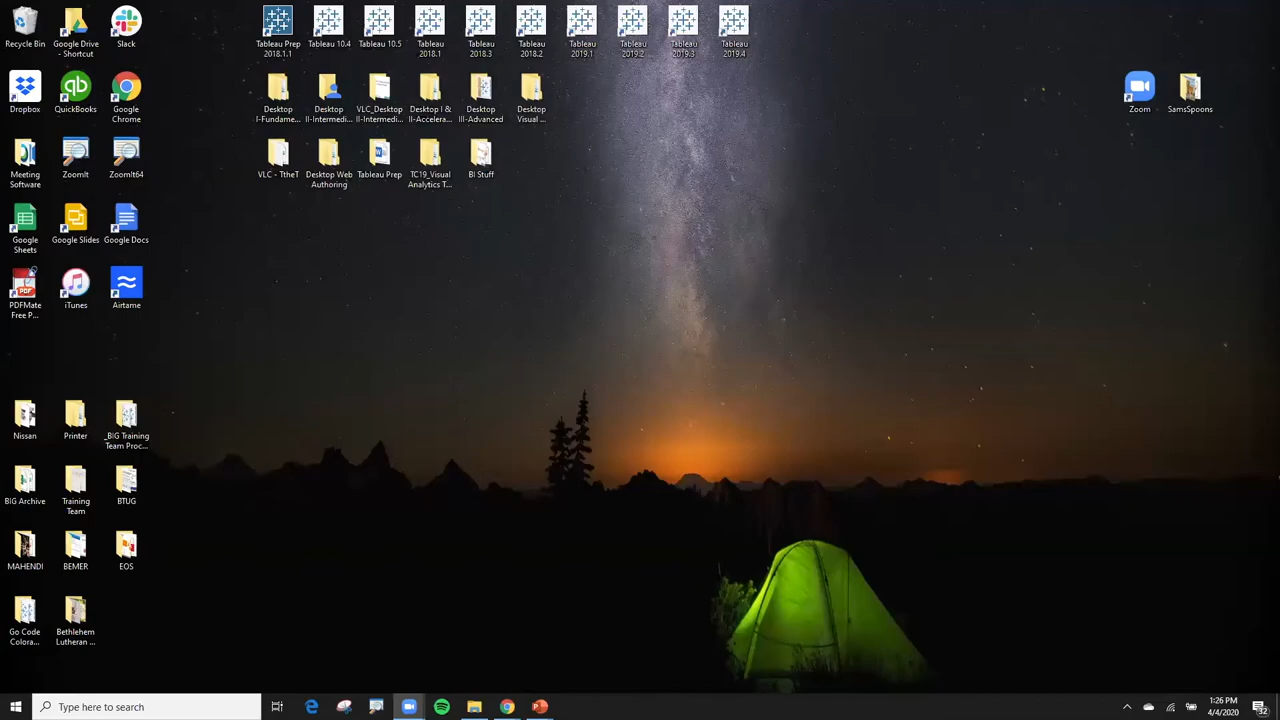 Recycle Bin
Google Drive - Shortcut
Slack
Tableau Prep 2018.1.1
Tableau 10.4
Tableau 10.5
Tableau 2018.1
Tableau 2018.3
Tableau 2018.2
Tableau 2019.1
Tableau 2019.2
Tableau 2019.3
Tableau 2019.4
Dropbox
QuickBooks
Google Chrome
Desktop I-Fundame...
Desktop II-Intermedi...
VLC_Desktop II-Intermedi...
Desktop I & II-Accelera...
Desktop III-Advanced
Desktop Visual ...
Zoom
SamsSpoons
Meeting Software
ZoomIt
ZoomIt64
VLC - TtheT
Desktop Web Authoring
Tableau Prep
TC19_Visual Analytics T...
BI Stuff
Google Sheets
Google Slides
Google Docs
PDFMate Free P...
iTunes
Airtame
Nissan
Printer
_BIG Training Team Proc...
BIG Archive
Training Team
BTUG
MAHENDI
BEMER
EOS
Go Code Colora...
Bethlehem Lutheran ...
Type here to search
1:26 PM
4/4/2020